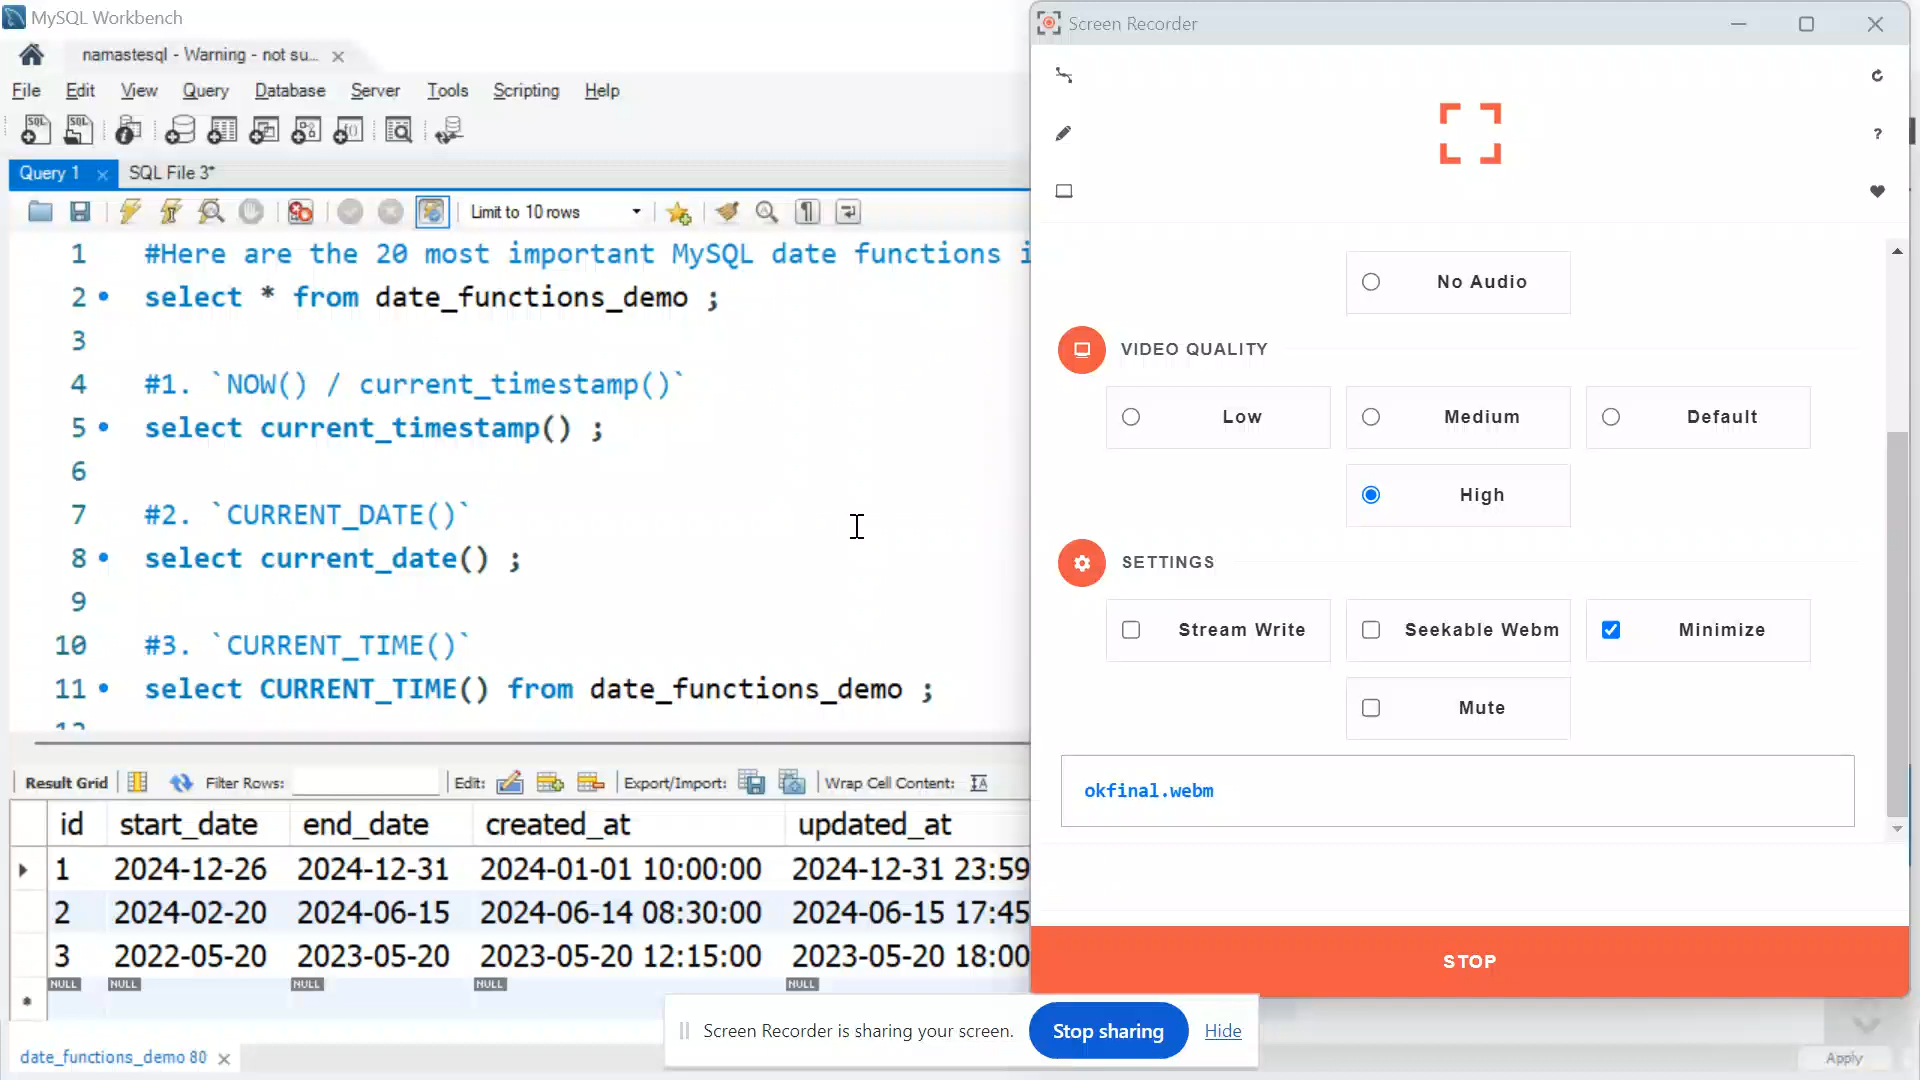 MySQL Workbench
namastesql - Warning - not su...
File Edit View Query Database Server Tools Scripting Help
Query 1 SQL File 3*
Limit to 10 rows
1 #Here are the 20 most important MySQL date functions
2 select * from date_functions_demo ;
3
4 #1. `NOW() / current_timestamp()`
5 select current_timestamp() ;
6
7 #2. `CURRENT_DATE()`
8 select current_date() ;
9
10 #3. `CURRENT_TIME()`
11 select CURRENT_TIME() from date_functions_demo ;
Result Grid Filter Rows: Edit: Export/Import: Wrap Cell Content:
id start_date end_date created_at updated_at
1 2024-12-26 2024-12-31 2024-01-01 10:00:00 2024-12-31 23:59
2 2024-02-20 2024-06-15 2024-06-14 08:30:00 2024-06-15 17:45
3 2022-05-20 2023-05-20 2023-05-20 12:15:00 2023-05-20 18:00
NULL NULL NULL NULL NULL
date_functions_demo 80
Apply
Screen Recorder
No Audio
VIDEO QUALITY
Low Medium Default
High
SETTINGS
Stream Write Seekable Webm Minimize
Mute
okfinal.webm
STOP
Screen Recorder is sharing your screen. Stop sharing Hide